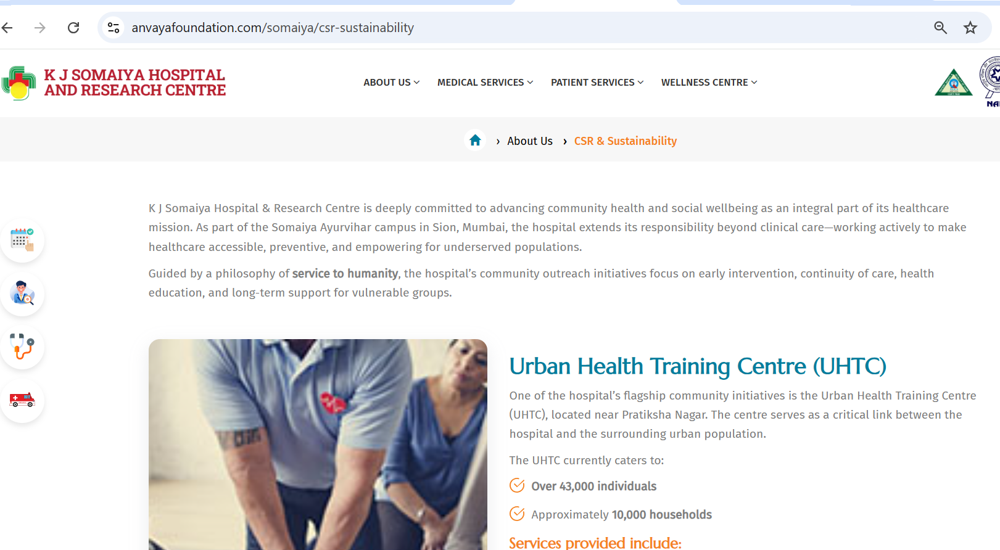 anvayafoundation.com/somaiya/csr-sustainability
K J SOMAIYA HOSPITAL
AND RESEARCH CENTRE
ABOUT US
MEDICAL SERVICES
PATIENT SERVICES
WELLNESS CENTRE
› About Us › CSR & Sustainability
K J Somaiya Hospital & Research Centre is deeply committed to advancing community health and social wellbeing as an integral part of its healthcare
mission. As part of the Somaiya Ayurvihar campus in Sion, Mumbai, the hospital extends its responsibility beyond clinical care—working actively to make
healthcare accessible, preventive, and empowering for underserved populations.
Guided by a philosophy of service to humanity, the hospital’s community outreach initiatives focus on early intervention, continuity of care, health
education, and long-term support for vulnerable groups.
Urban Health Training Centre (UHTC)
One of the hospital’s flagship community initiatives is the Urban Health Training Centre
(UHTC), located near Pratiksha Nagar. The centre serves as a critical link between the
hospital and the surrounding urban population.
The UHTC currently caters to:
Over 43,000 individuals
Approximately 10,000 households
Services provided include: